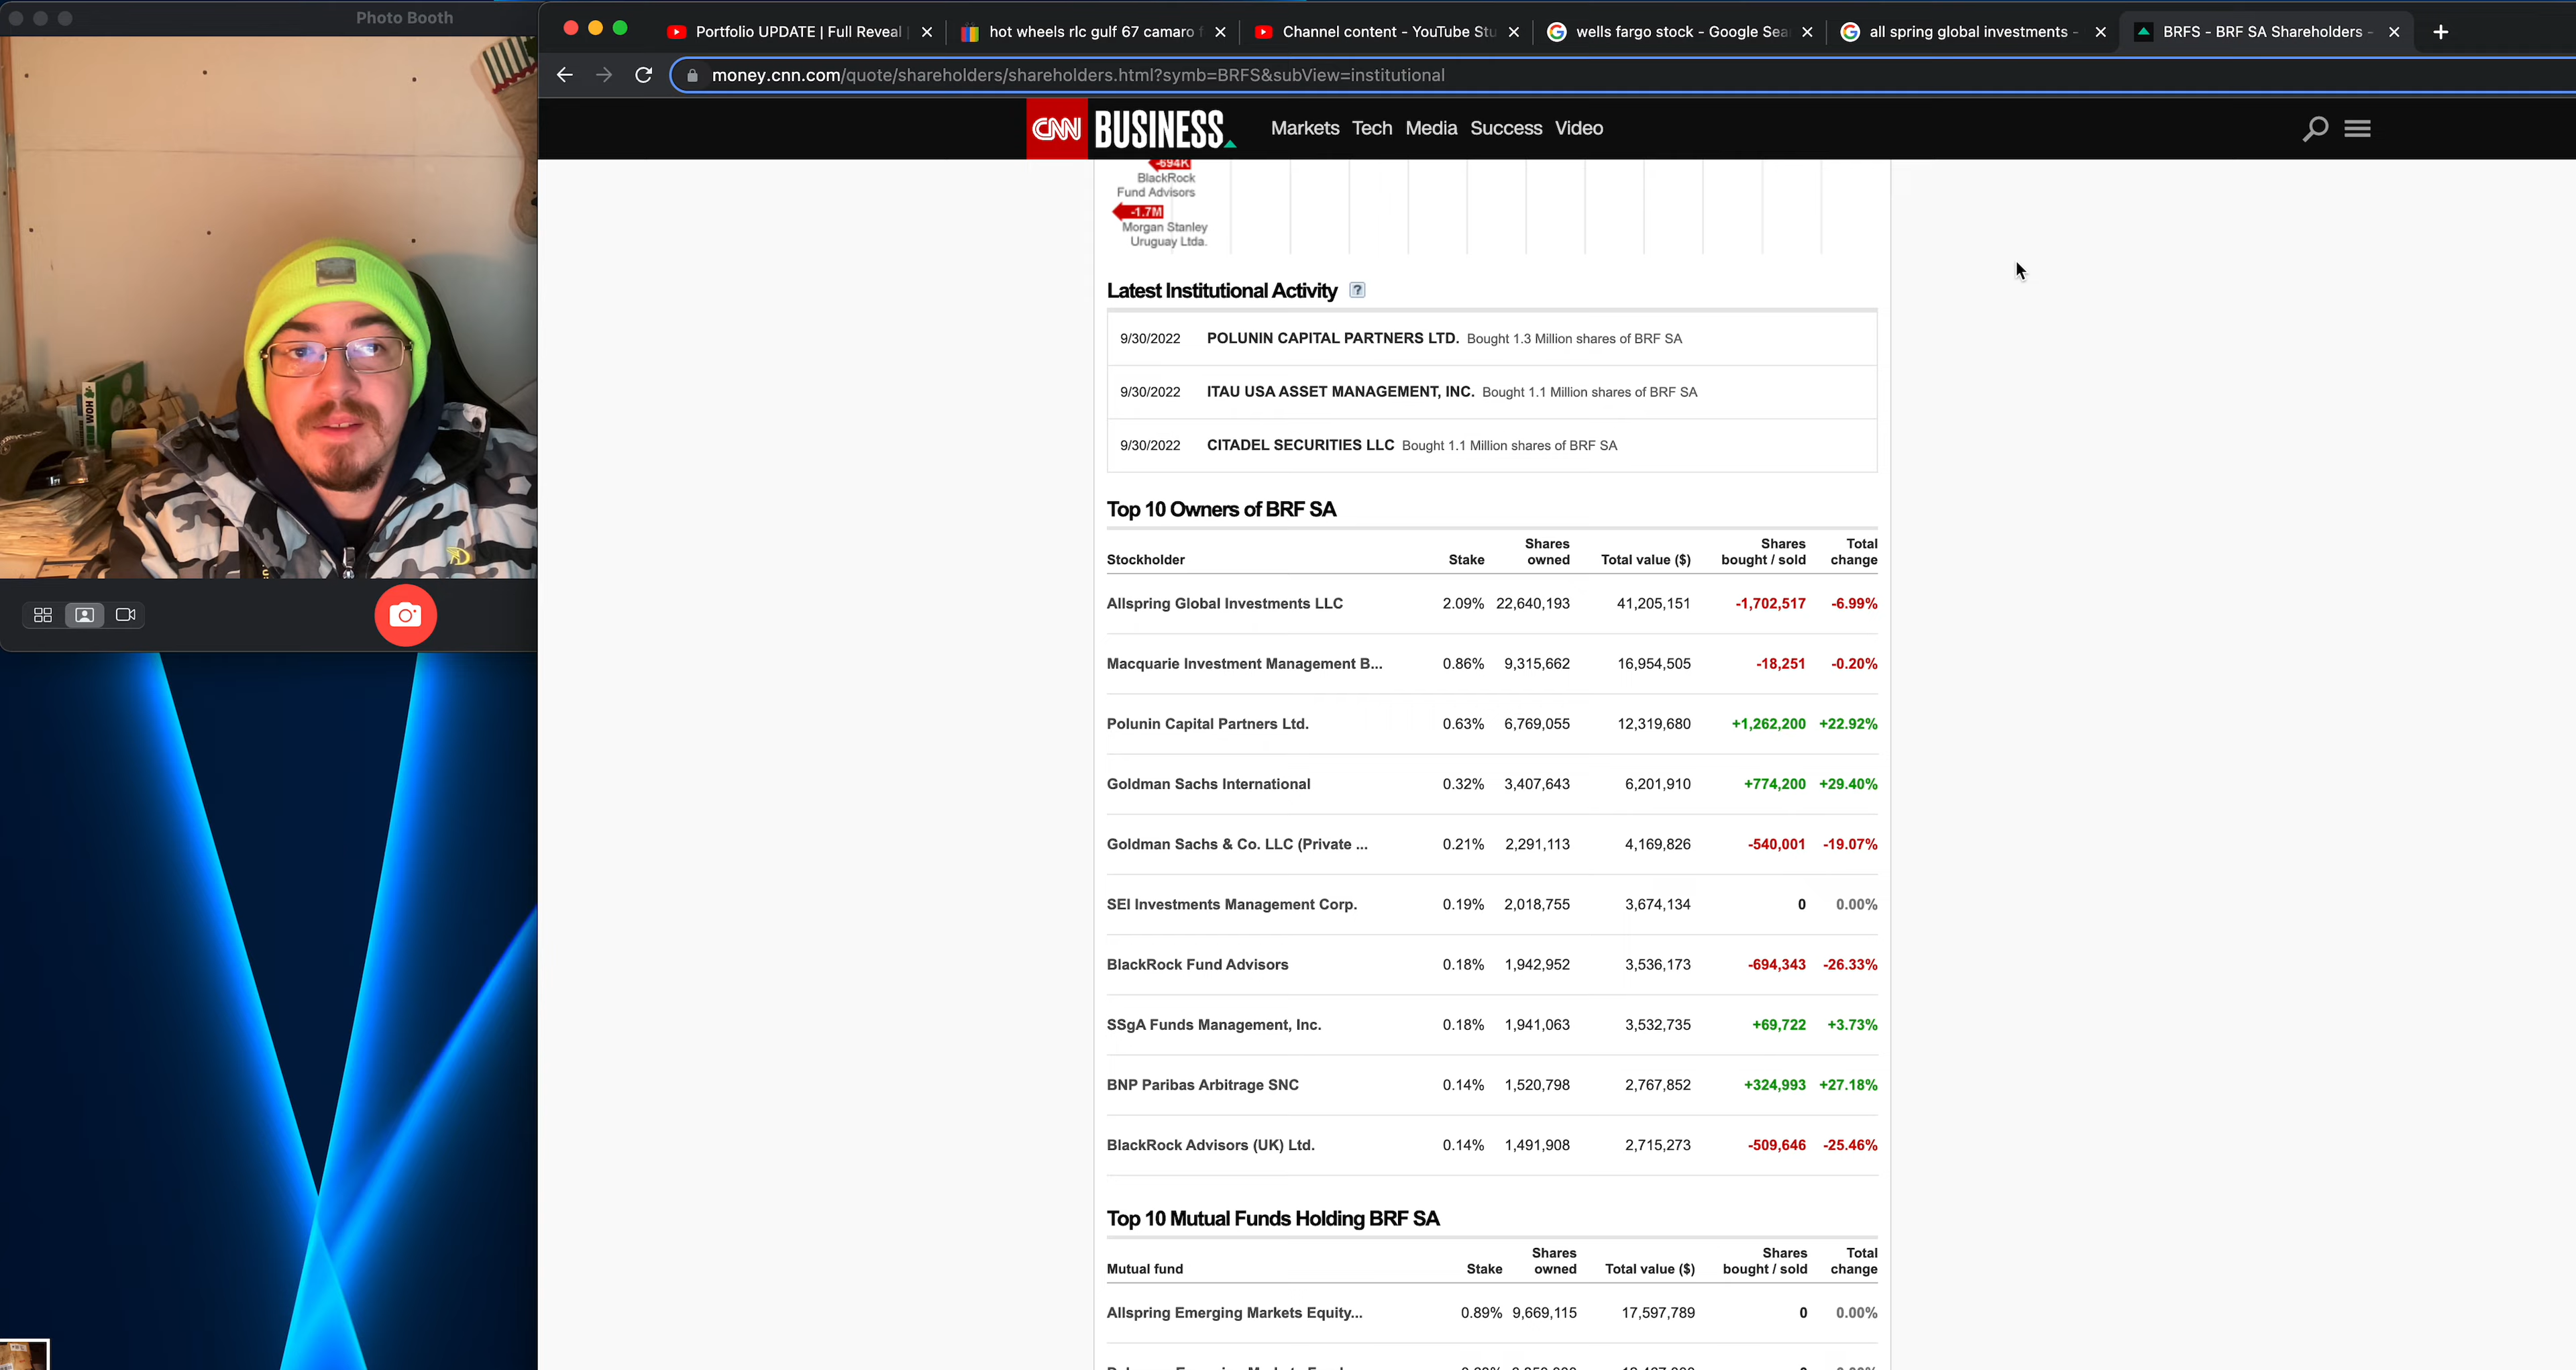 Photo Booth
Portfolio UPDATE | Full Reveal |
hot wheels rlc gulf 67 camaro f
Channel content - YouTube Stu
wells fargo stock - Google Sea
all spring global investments -
BRFS - BRF SA Shareholders -
money.cnn.com/quote/shareholders/shareholders.html?symb=BRFS&subView=institutional
CNN BUSINESS Markets Tech Media Success Video
-694K
BlackRock
Fund Advisors
-1.7M
Morgan Stanley
Uruguay Ltda.
HOW
Latest Institutional Activity ?
9/30/2022 POLUNIN CAPITAL PARTNERS LTD. Bought 1.3 Million shares of BRF SA
9/30/2022 ITAU USA ASSET MANAGEMENT, INC. Bought 1.1 Million shares of BRF SA
9/30/2022 CITADEL SECURITIES LLC Bought 1.1 Million shares of BRF SA
Top 10 Owners of BRF SA
Stockholder Stake Shares owned Total value ($) Shares bought / sold Total change
Allspring Global Investments LLC 2.09% 22,640,193 41,205,151 -1,702,517 -6.99%
Macquarie Investment Management B... 0.86% 9,315,662 16,954,505 -18,251 -0.20%
Polunin Capital Partners Ltd. 0.63% 6,769,055 12,319,680 +1,262,200 +22.92%
Goldman Sachs International 0.32% 3,407,643 6,201,910 +774,200 +29.40%
Goldman Sachs & Co. LLC (Private ... 0.21% 2,291,113 4,169,826 -540,001 -19.07%
SEI Investments Management Corp. 0.19% 2,018,755 3,674,134 0 0.00%
BlackRock Fund Advisors 0.18% 1,942,952 3,536,173 -694,343 -26.33%
SSgA Funds Management, Inc. 0.18% 1,941,063 3,532,735 +69,722 +3.73%
BNP Paribas Arbitrage SNC 0.14% 1,520,798 2,767,852 +324,993 +27.18%
BlackRock Advisors (UK) Ltd. 0.14% 1,491,908 2,715,273 -509,646 -25.46%
Top 10 Mutual Funds Holding BRF SA
Mutual fund Stake Shares owned Total value ($) Shares bought / sold Total change
Allspring Emerging Markets Equity... 0.89% 9,669,115 17,597,789 0 0.00%